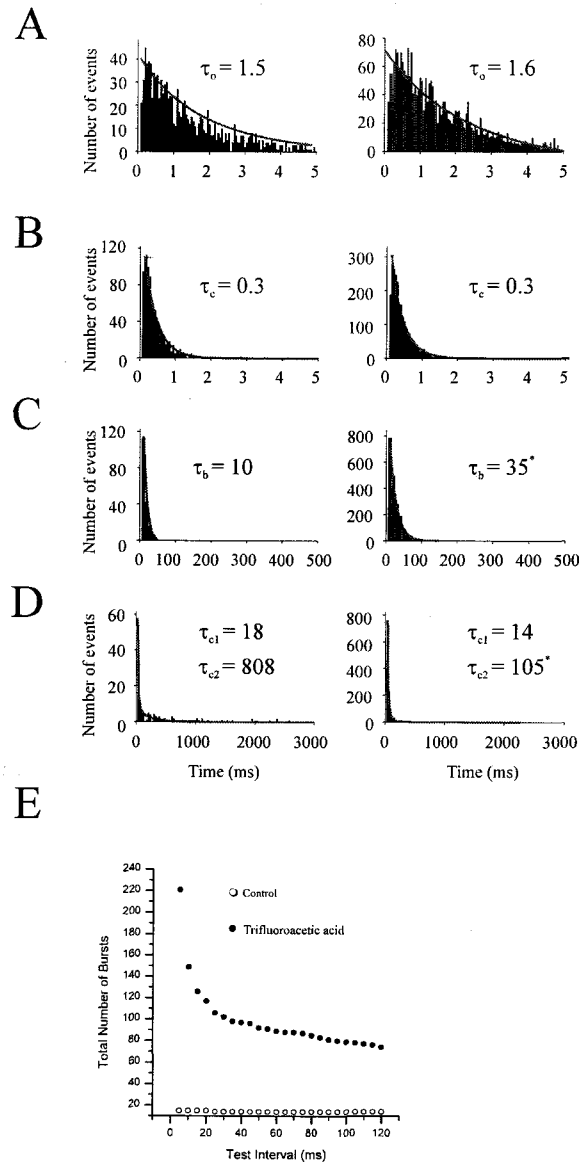 A
Number of events
40
30
20
10
0
τo = 1.5
0 1 2 3 4 5
80
60
40
20
0
τo = 1.6
0 1 2 3 4 5
B
Number of events
120
80
40
0
τc = 0.3
0 1 2 3 4 5
300
200
100
0
τc = 0.3
0 1 2 3 4 5
C
Number of events
120
80
40
0
τb = 10
0 100 200 300 400 500
800
600
400
200
0
τb = 35*
0 100 200 300 400 500
D
Number of events
60
40
20
0
τc1 = 18
τc2 = 808
0 1000 2000 3000
Time (ms)
800
600
400
200
0
τc1 = 14
τc2 = 105*
0 1000 2000 3000
Time (ms)
E
Total Number of Bursts
240
220
200
180
160
140
120
100
80
60
40
20
Control
Trifluoroacetic acid
0 20 40 60 80 100 120
Test Interval (ms)